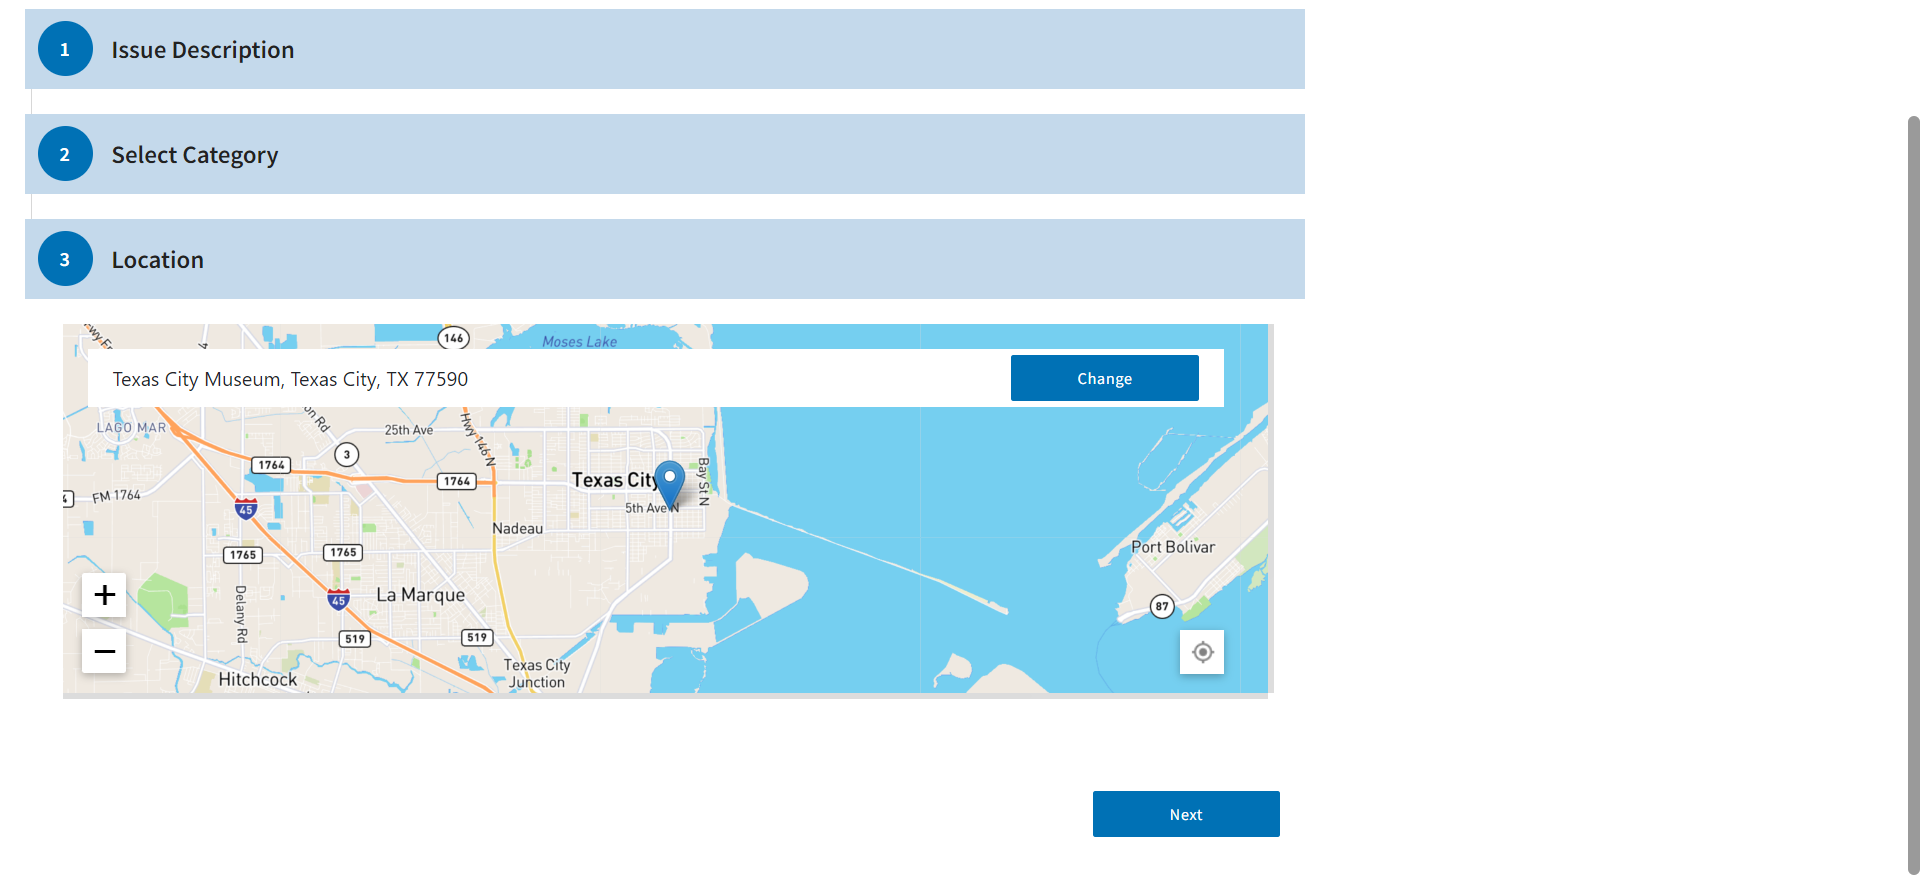 1 Issue Description
2 Select Category
3 Location
146
Moses Lake
Texas City Museum, Texas City, TX 77590
Change
LAGO MAR
on Rd
25th Ave
Hwy 146 N
3
1764
1764
FM 1764
45
Texas City
Bay St N
5th Ave N
Nadeau
1765
1765
Port Bolivar
+
Delany Rd
45
La Marque
87
519
519
−
Texas City
Junction
Hitchcock
Next